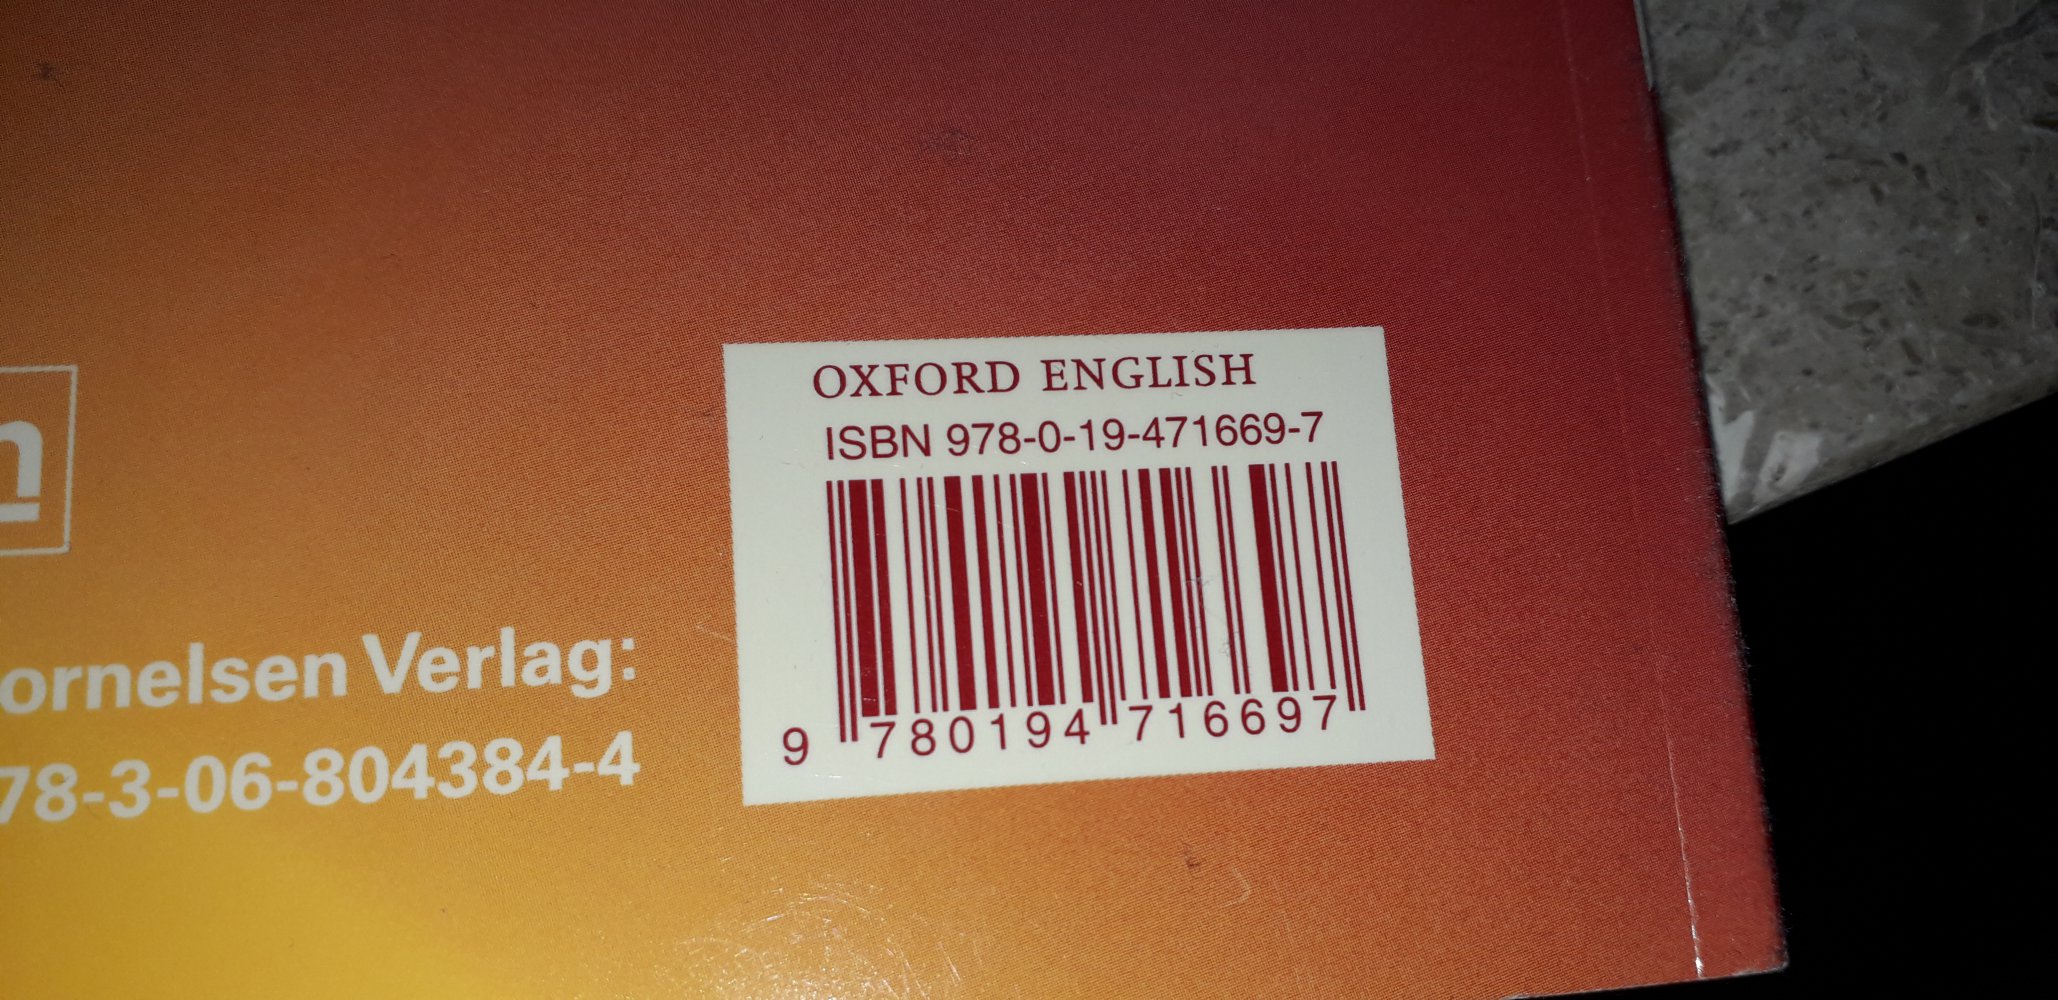 OXFORD ENGLISH
ISBN 978-0-19-471669-7
9 780194 716697
n
ornelsen Verlag:
78-3-06-804384-4